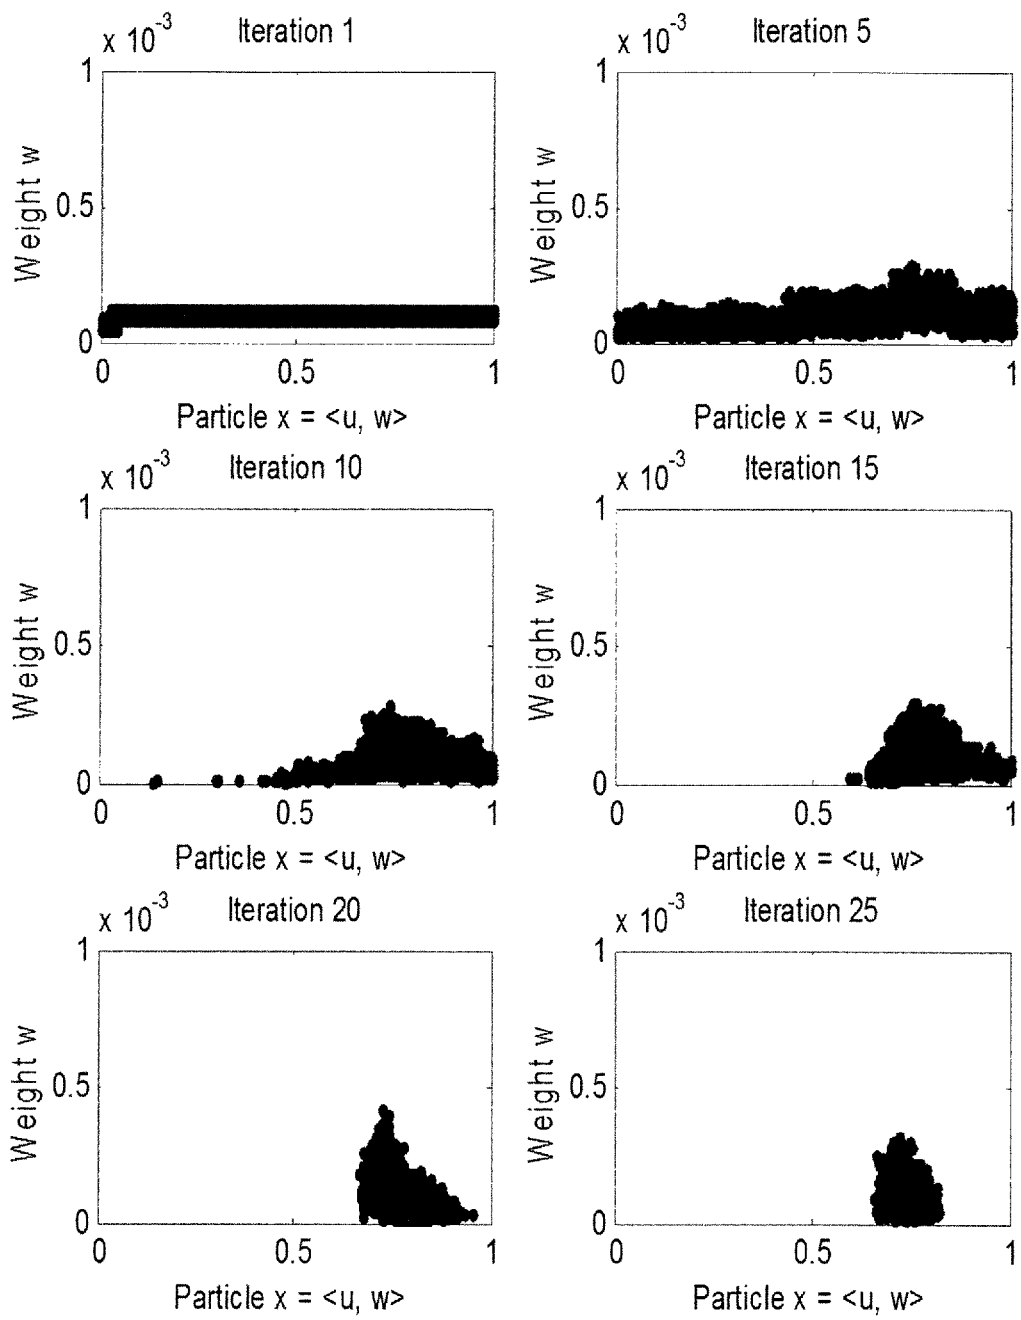 x 10^-3 Iteration 1
1
Weight w
0.5
0
0 0.5 1
Particle x = <u, w>
x 10^-3 Iteration 5
1
Weight w
0.5
0
0 0.5 1
Particle x = <u, w>
x 10^-3 Iteration 10
1
Weight w
0.5
0
0 0.5 1
Particle x = <u, w>
x 10^-3 Iteration 15
1
Weight w
0.5
0
0 0.5 1
Particle x = <u, w>
x 10^-3 Iteration 20
1
Weight w
0.5
0
0 0.5 1
Particle x = <u, w>
x 10^-3 Iteration 25
1
Weight w
0.5
0
0 0.5 1
Particle x = <u, w>